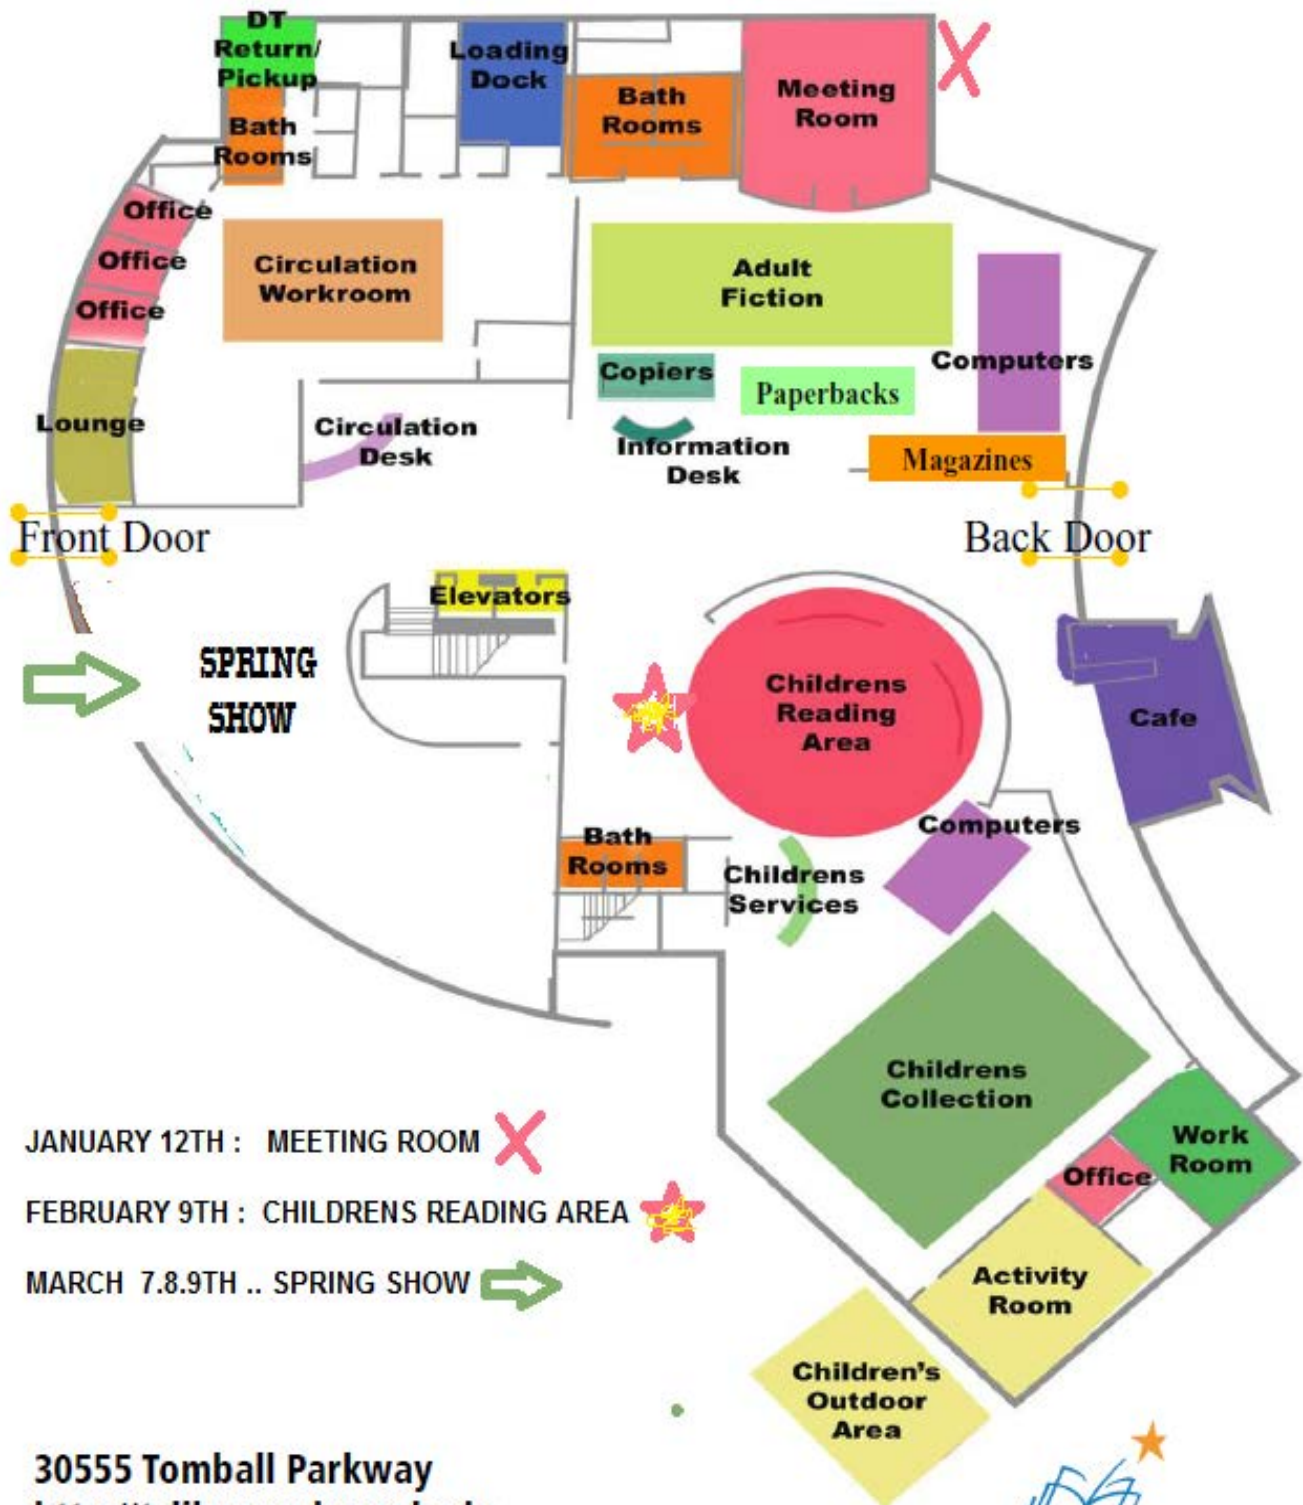 DT
Return/
Pickup
Loading
Dock
Bath
Rooms
Meeting
Room
Bath
Rooms
Office
Office
Office
Circulation
Workroom
Adult
Fiction
Computers
Copiers
Paperbacks
Lounge
Circulation
Desk
Information
Desk
Magazines
Front Door
Back Door
Elevators
SPRING
SHOW
Childrens
Reading
Area
Cafe
Computers
Bath
Rooms
Childrens
Services
Childrens
Collection
Work
Room
Office
Activity
Room
Children's
Outdoor
Area
JANUARY 12TH : MEETING ROOM
FEBRUARY 9TH : CHILDRENS READING AREA
MARCH 7.8.9TH .. SPRING SHOW
30555 Tomball Parkway